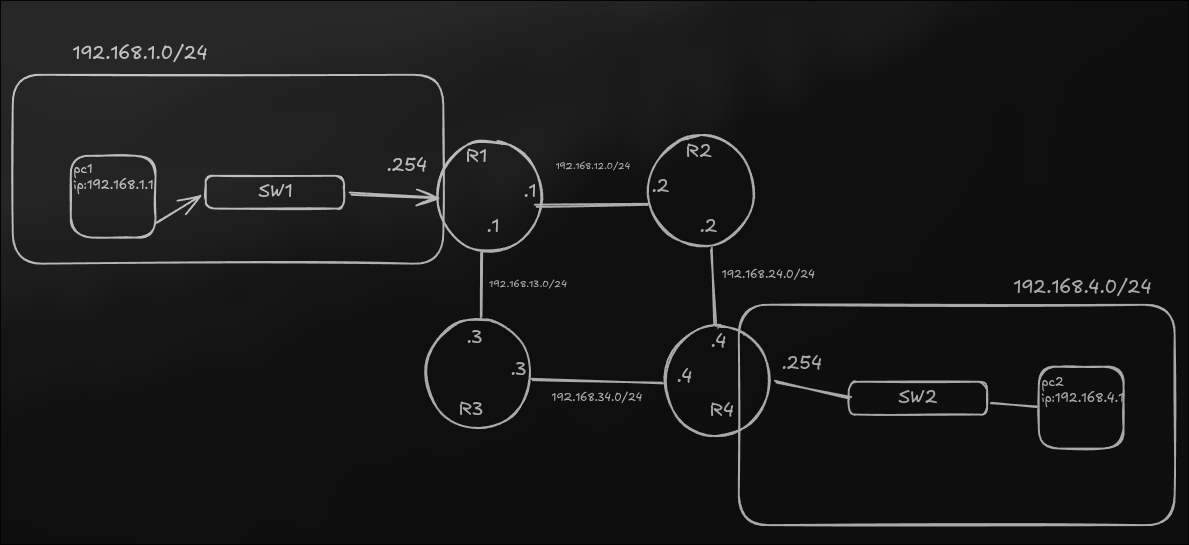 192.168.1.0/24
pc1
ip:192.168.1.1
SW1
.254
R1
.1
.1
192.168.12.0/24
R2
.2
.2
192.168.13.0/24
192.168.24.0/24
.3
.3
R3
192.168.34.0/24
.4
.4
R4
192.168.4.0/24
.254
SW2
pc2
ip:192.168.4.1